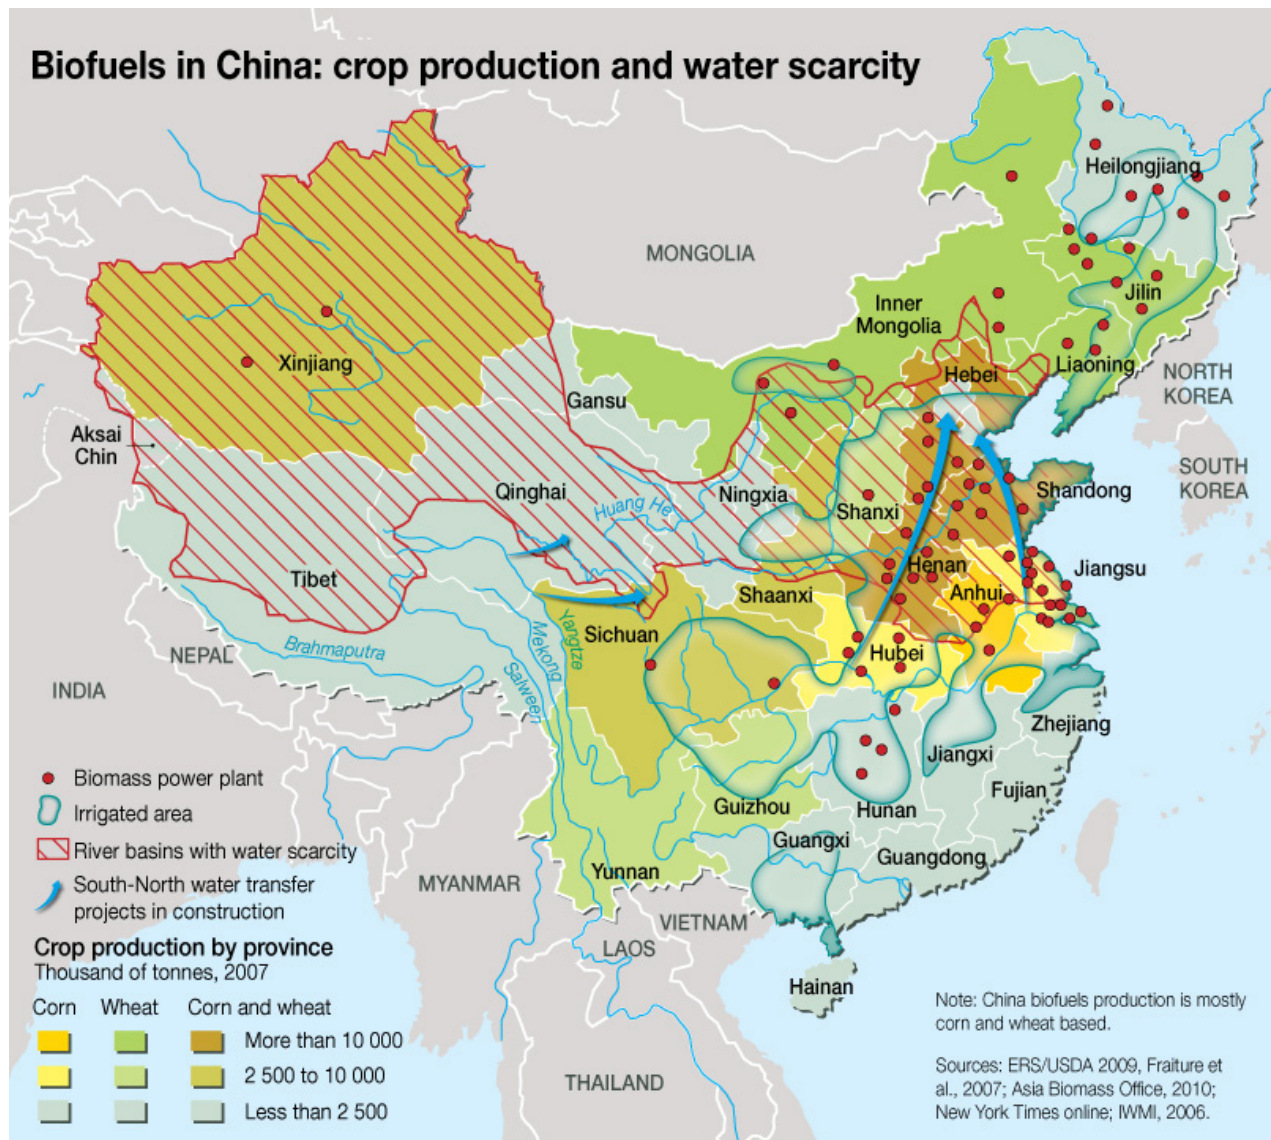 Biofuels in China: crop production and water scarcity
Heilongjiang
MONGOLIA
Jilin
Inner
Mongolia
Xinjiang
Liaoning
Hebei
NORTH
KOREA
Gansu
Aksai
Chin
SOUTH
KOREA
Qinghai
Ningxia
Shandong
Huang He
Shanxi
Tibet
Henan
Jiangsu
Shaanxi
Anhui
Sichuan
Yangtze
Mekong
Salween
Brahmaputra
NEPAL
Hubei
INDIA
Zhejiang
Jiangxi
Fujian
Guizhou
Hunan
Guangxi
Guangdong
Yunnan
MYANMAR
VIETNAM
LAOS
Hainan
THAILAND
Biomass power plant
Irrigated area
River basins with water scarcity
South-North water transfer
projects in construction
Crop production by province
Thousand of tonnes, 2007
Corn Wheat Corn and wheat
More than 10 000
2 500 to 10 000
Less than 2 500
Note: China biofuels production is mostly
corn and wheat based.
Sources: ERS/USDA 2009, Fraiture et
al., 2007; Asia Biomass Office, 2010;
New York Times online; IWMI, 2006.